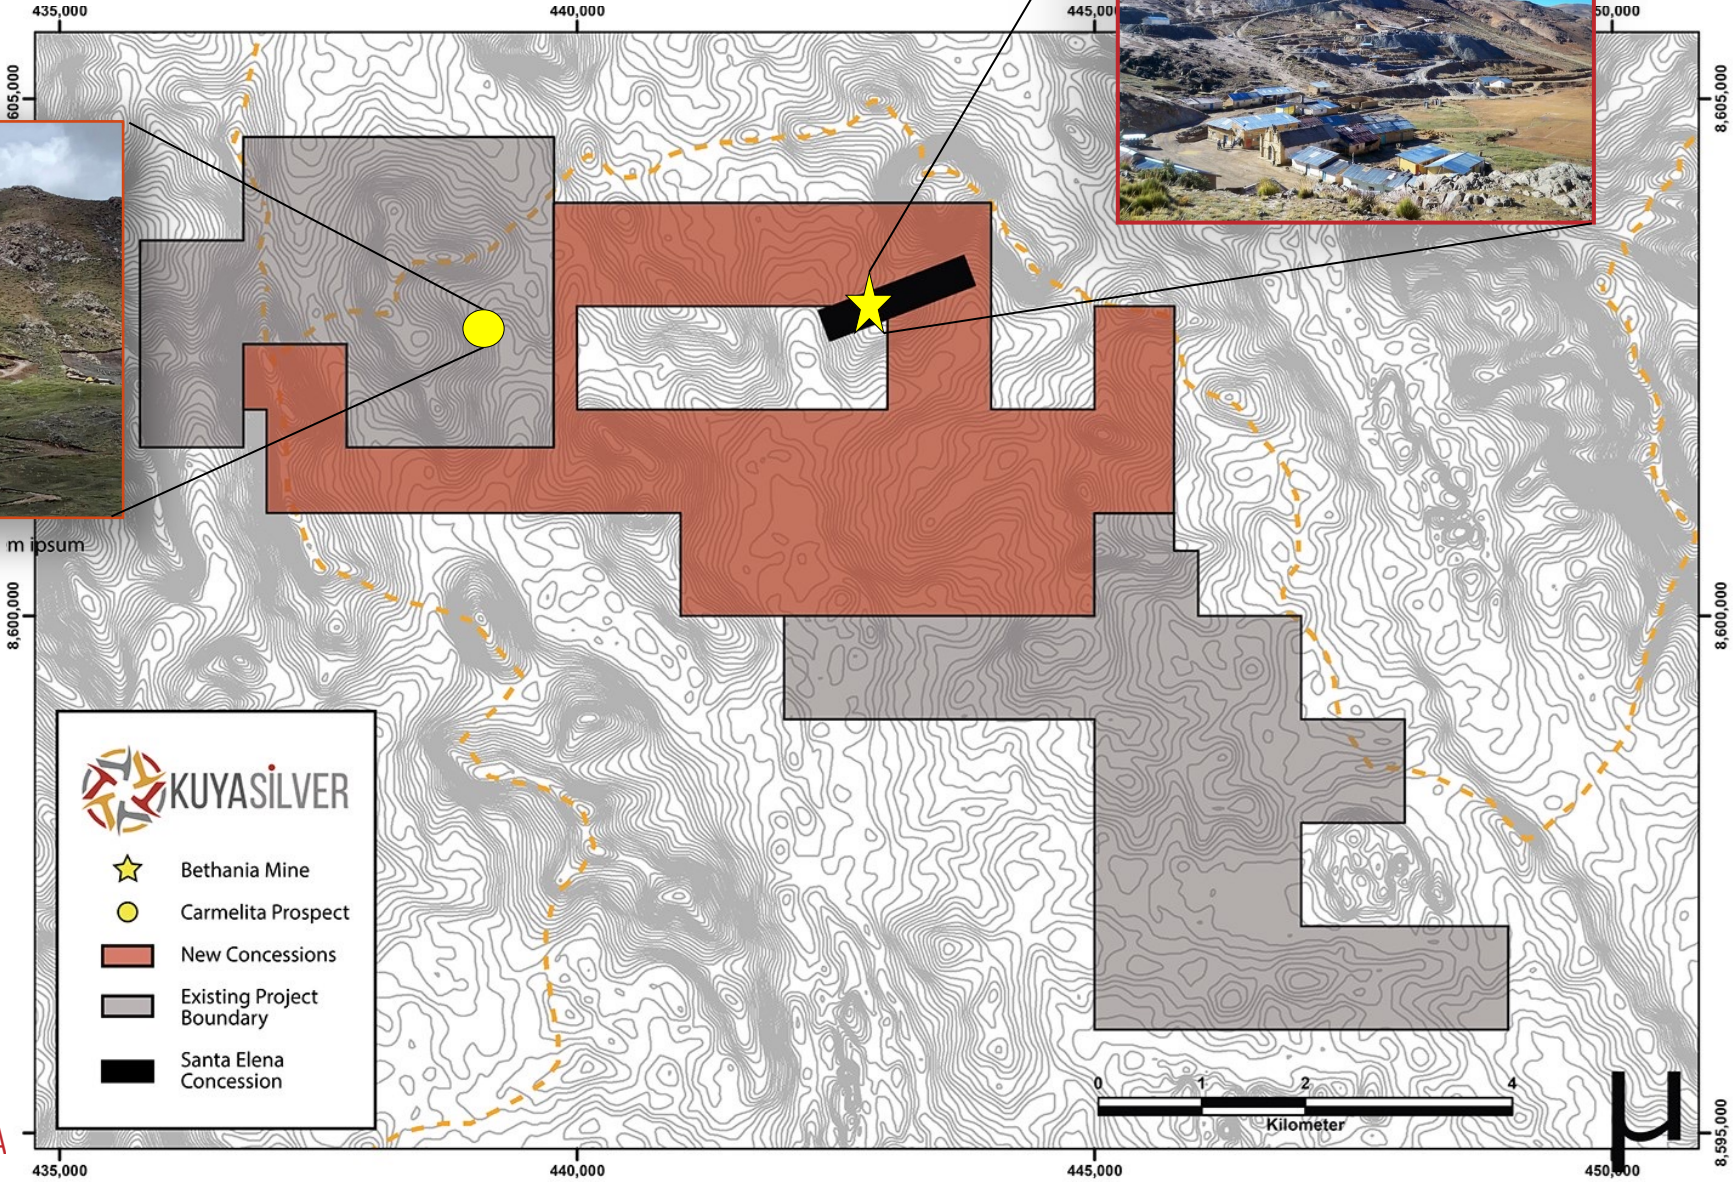 435,000
440,000
445,000
50,000
605,000
8,605,000
m ipsum
8,600,000
8,600,000
KUYASILVER
Bethania Mine
Carmelita Prospect
New Concessions
Existing Project
Boundary
Santa Elena
Concession
0 1 2 4
Kilometer
µ
8,595,000
435,000
440,000
445,000
450,000